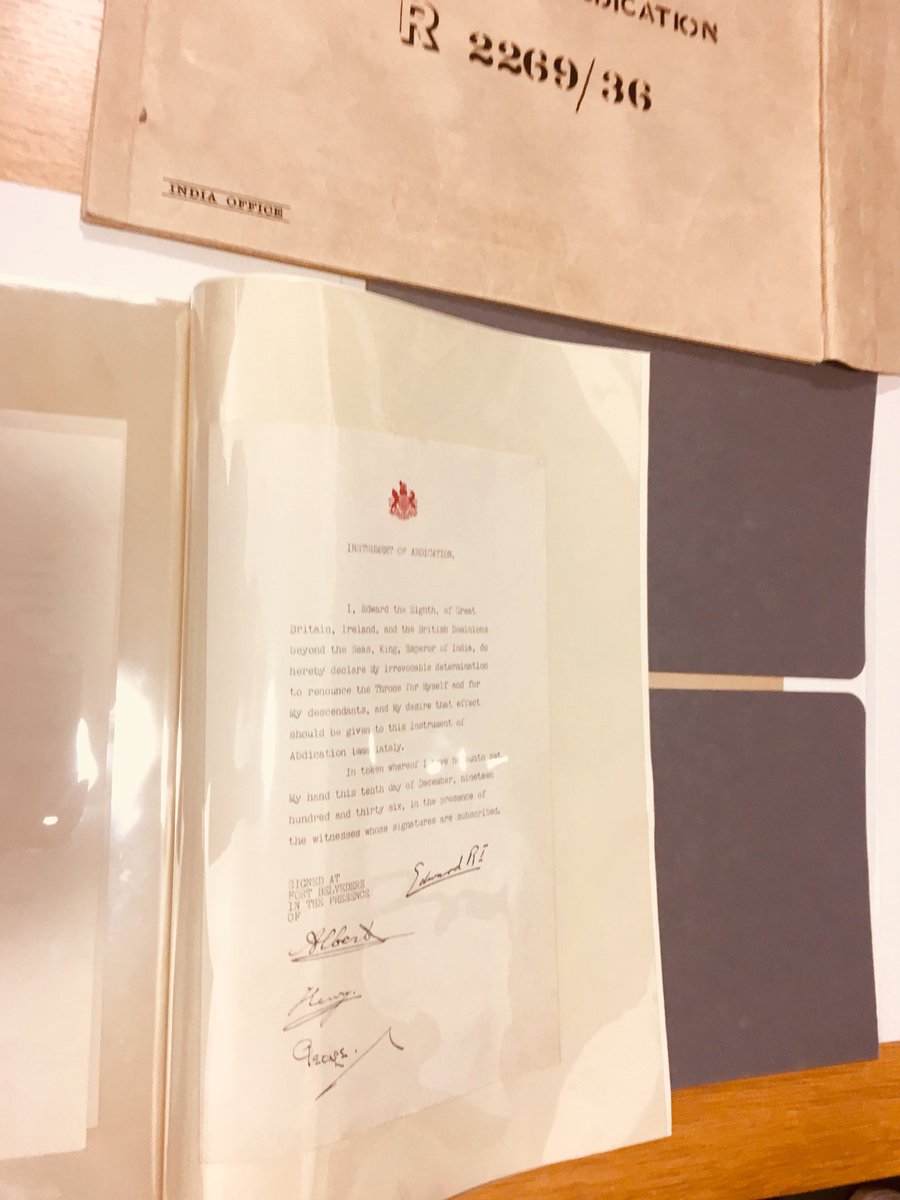 DICATION
R 2269/36
INDIA OFFICE
INSTRUMENT OF ABDICATION.
I, Edward the Eighth, of Great
Britain, Ireland, and the British Dominions
beyond the Seas, King, Emperor of India, do
hereby declare My irrevocable determination
to renounce the Throne for Myself and for
My descendants, and My desire that effect
should be given to this Instrument of
Abdication immediately.
In token whereof I have hereunto set
My hand this tenth day of December, nineteen
hundred and thirty six, in the presence of
the witnesses whose signatures are subscribed.
Edward R I
SIGNED AT
FORT BELVEDERE
IN THE PRESENCE
OF
Albert
Henry.
George.